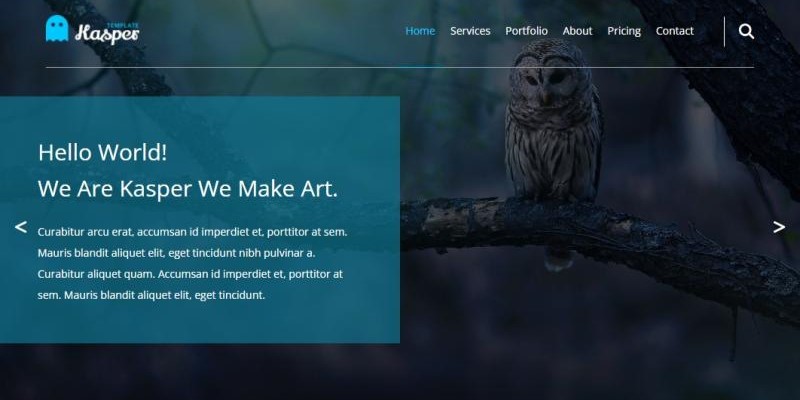 TEMPLATE
Kasper
Home Services Portfolio About Pricing Contact
Hello World!
We Are Kasper We Make Art.
< >
Curabitur arcu erat, accumsan id imperdiet et, porttitor at sem.
Mauris blandit aliquet elit, eget tincidunt nibh pulvinar a.
Curabitur aliquet quam. Accumsan id imperdiet et, porttitor at
sem. Mauris blandit aliquet elit, eget tincidunt.